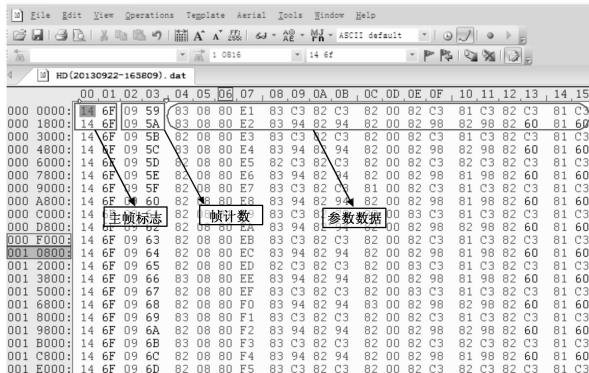 File Edit View Operations Template Aerial Tools Window Help
ASCII default
1 0816 14 6f
HD(20130922-165809).dat
00 01 02 03 04 05 06 07 08 09 0A 0B 0C 0D 0E 0F 10 11 12 13 14 15
000 0000: 14 6F 09 59 83 08 80 E1 83 C3 82 C3 82 00 82 C3 81 C3 82 C3 81 C3
000 1800: 14 6F 09 5A 83 08 80 E2 83 94 82 94 82 00 82 98 82 98 82 60 81 60
000 3000: 14 6F 09 5B 82 08 80 E3 83 C3 82 C3 82 00 82 C3 81 C3 82 C3 81 C3
000 4800: 14 6F 09 5C 82 08 80 E4 83 94 82 94 82 00 82 98 82 98 82 60 81 60
000 6000: 14 6F 09 5D 82 08 80 E5 82 C3 82 C3 82 00 82 C3 81 C3 82 C3 81 C3
000 7800: 14 6F 09 5E 82 08 80 E6 83 94 82 94 82 00 82 98 82 98 82 60 81 60
000 9000: 14 6F 09 5F 82 08 80 E7 83 C3 82 C3 81 00 82 C3 81 C3 82 C3 81 C3
000 A800: 14 6F 09 60 08 80 E8 83 94 82 94 82 00 82 98 81 98 82 60 81 60
000 C000: 14 82 00 83 C3 81 C3 82 C3 81 C3
主帧标志 帧计数 参数数据
000 D800: 14 6F 09 62 82 08 80 EA 83 94 82 94 82 00 82 98 82 98 82 60 81 60
000 F000: 14 6F 09 63 82 08 80 EB 83 C3 82 C3 82 00 82 C3 81 C3 82 C3 81 C3
001 0800: 14 6F 09 64 82 08 80 EC 83 94 82 94 82 00 82 98 82 98 82 60 81 60
001 2000: 14 6F 09 65 82 08 80 ED 82 C3 82 C3 82 00 83 C3 81 C3 82 C3 81 C3
001 3800: 14 6F 09 66 83 08 80 EE 83 94 82 94 82 00 82 98 81 98 82 60 81 60
001 5000: 14 6F 09 67 82 08 80 EF 83 C3 82 C3 82 00 83 C3 81 C3 82 C3 81 C3
001 6800: 14 6F 09 68 82 08 80 F0 83 94 82 94 83 00 82 98 82 98 82 60 81 60
001 8000: 14 6F 09 69 83 08 80 F1 83 C3 82 C3 82 00 82 C3 81 C3 82 C3 81 C3
001 9800: 14 6F 09 6A 83 08 80 F2 83 94 82 94 82 00 82 98 82 98 82 60 81 60
001 B000: 14 6F 09 6B 82 08 80 F3 83 C3 82 C3 82 00 83 C3 81 C3 82 C3 81 C3
001 C800: 14 6F 09 6C 82 08 80 F4 83 94 82 94 82 00 82 98 81 98 82 60 81 60
001 E000: 14 6F 09 6D 82 08 80 F5 83 C3 82 C3 82 00 82 C3 82 C3 82 C3 81 C3